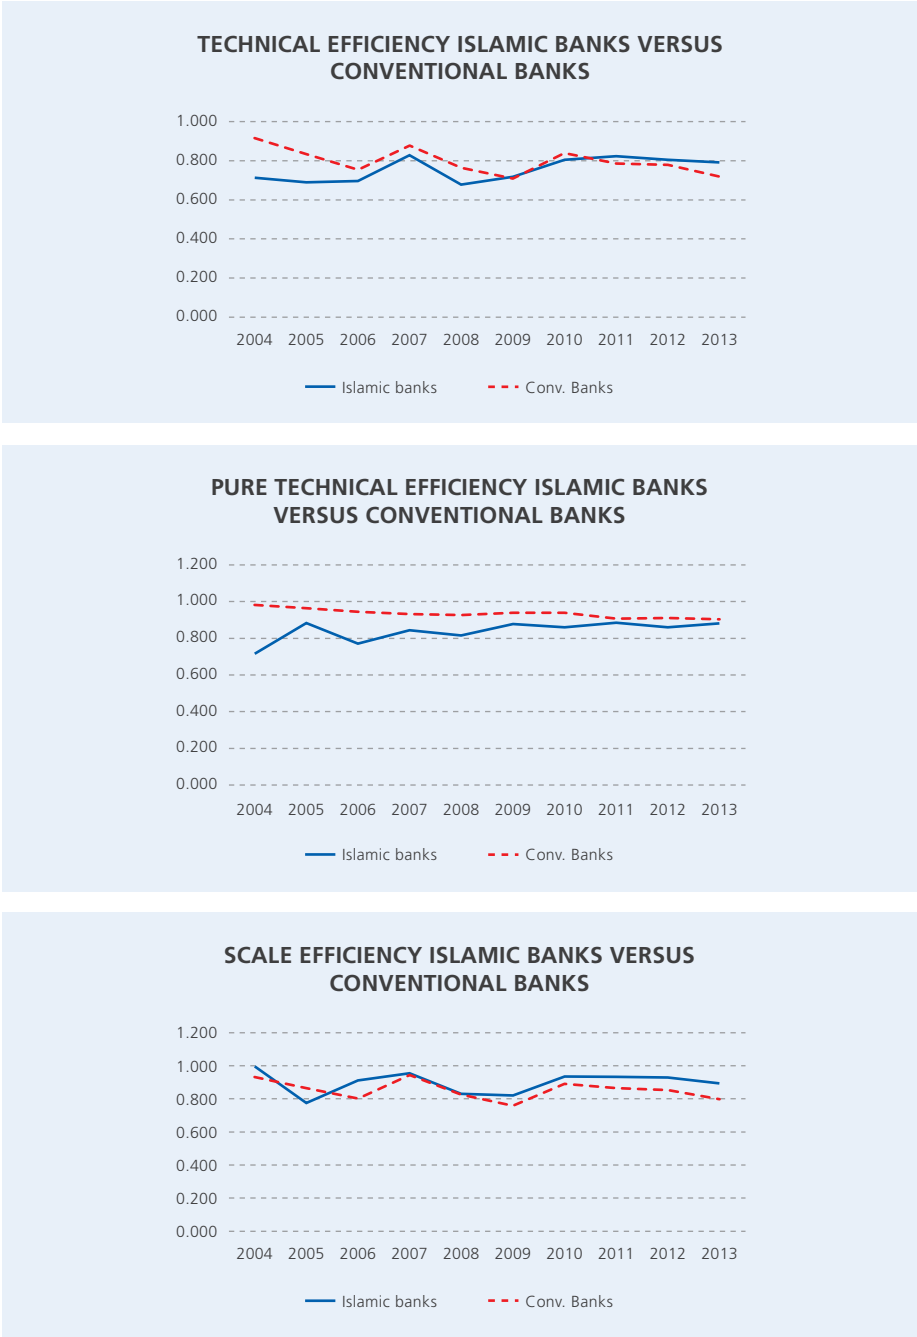 TECHNICAL EFFICIENCY ISLAMIC BANKS VERSUS
CONVENTIONAL BANKS
1.000
0.800
0.600
0.400
0.200
0.000
2004 2005 2006 2007 2008 2009 2010 2011 2012 2013
Islamic banks Conv. Banks
PURE TECHNICAL EFFICIENCY ISLAMIC BANKS
VERSUS CONVENTIONAL BANKS
1.200
1.000
0.800
0.600
0.400
0.200
0.000
2004 2005 2006 2007 2008 2009 2010 2011 2012 2013
Islamic banks Conv. Banks
SCALE EFFICIENCY ISLAMIC BANKS VERSUS
CONVENTIONAL BANKS
1.200
1.000
0.800
0.600
0.400
0.200
0.000
2004 2005 2006 2007 2008 2009 2010 2011 2012 2013
Islamic banks Conv. Banks